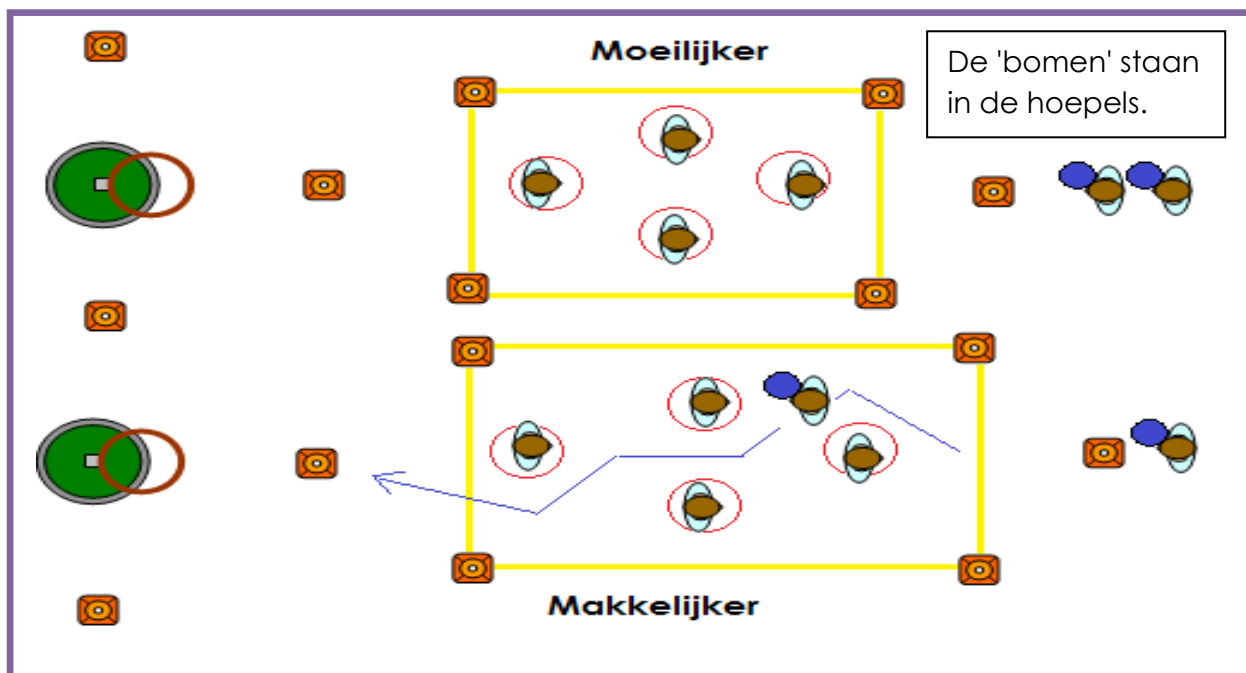 Moeilijker
De 'bomen' staan
in de hoepels.
Makkelijker